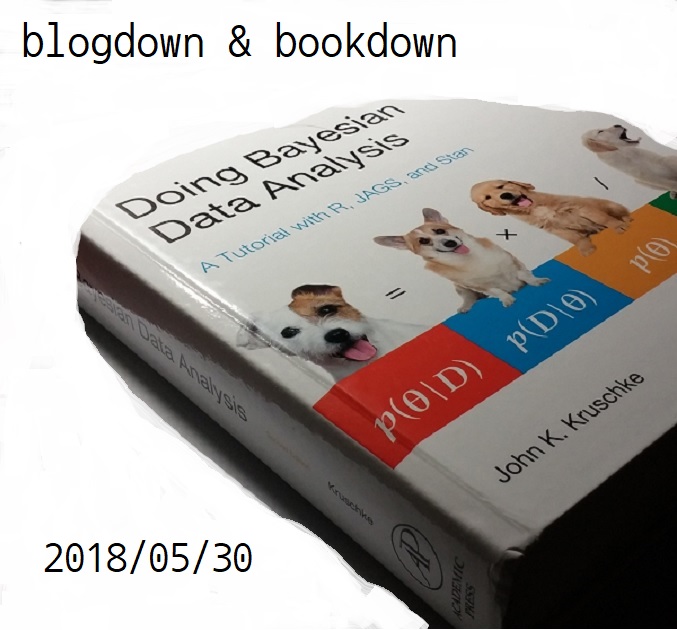 blogdown & bookdown
Doing Bayesian
Data Analysis
A Tutorial with R, JAGS, and Stan
= × /
p(θ|D) p(D|θ) p(θ)
John K. Kruschke
Bayesian Data Analysis
Kruschke
AP
ACADEMIC
PRESS
2018/05/30